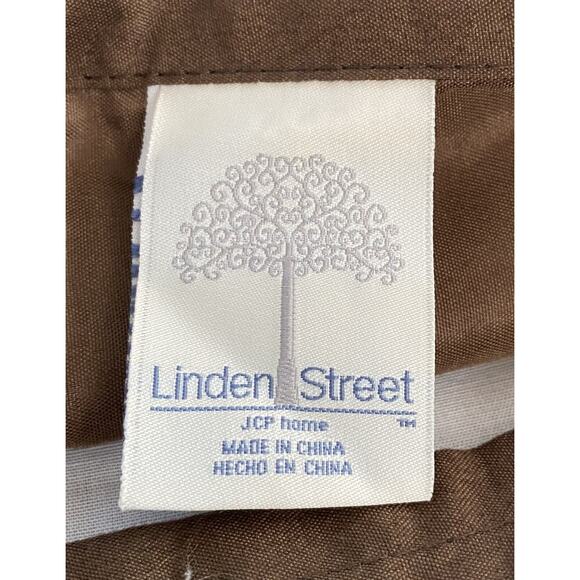 Linden Street
JCP home ™
MADE IN CHINA
HECHO EN CHINA